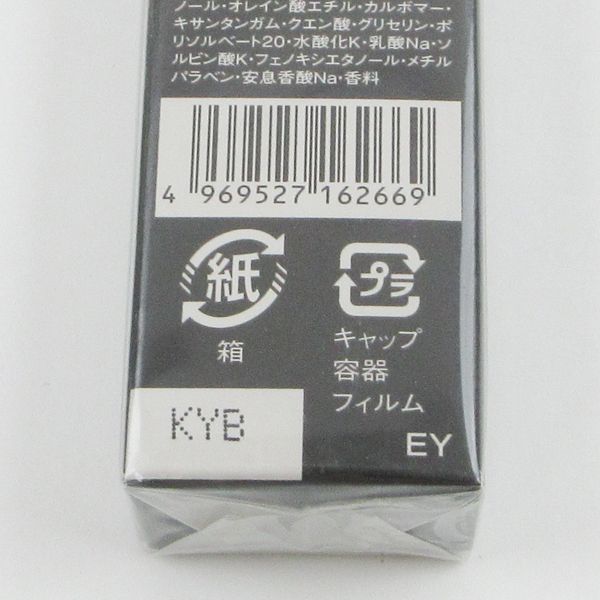 ノール・オレイン酸エチル・カルボマー・
キサンタンガム・クエン酸・グリセリン・ポ
リソルベート20・水酸化K・乳酸Na・ソ
ルビン酸K・フェノキシエタノール・メチル
パラベン・安息香酸Na・香料
4 969527 162669
紙
箱
プラ
キャップ
容器
フィルム
KYB
EY